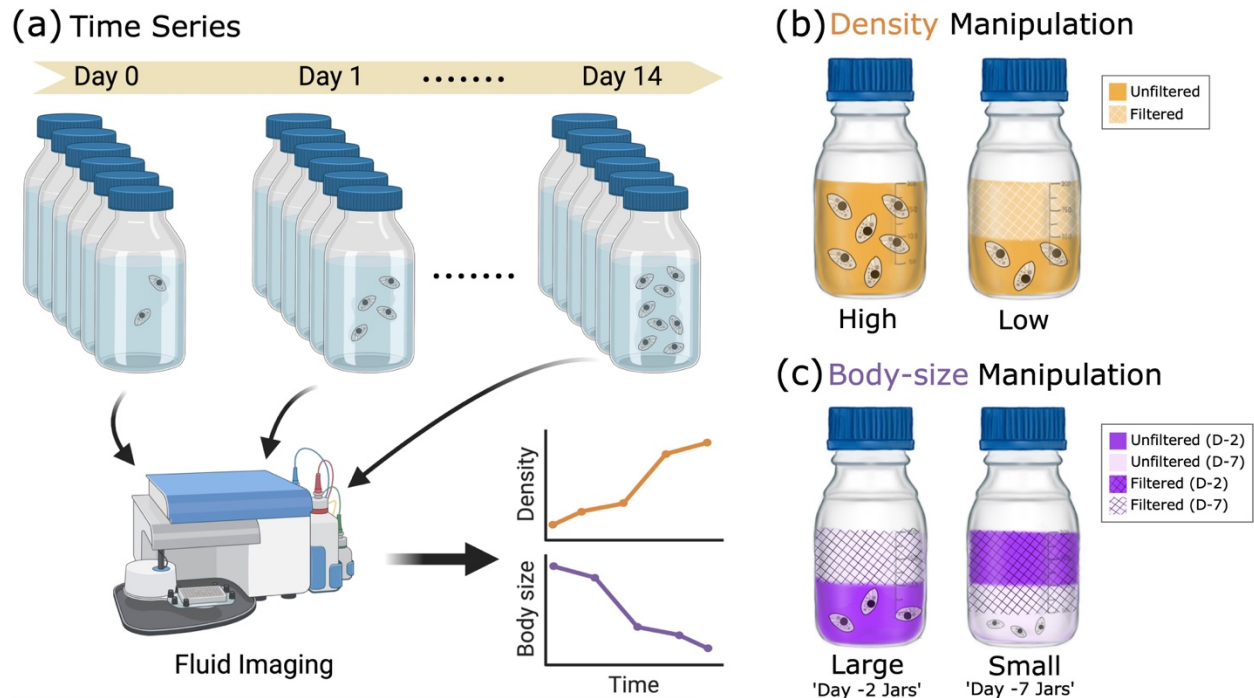 (a) Time Series
Day 0
Day 1
.......
Day 14
.......
Fluid Imaging
Density
Body size
Time
(b) Density Manipulation
Unfiltered
Filtered
High
Low
(c) Body-size Manipulation
Unfiltered (D-2)
Unfiltered (D-7)
Filtered (D-2)
Filtered (D-7)
Large
'Day -2 Jars'
Small
'Day -7 Jars'